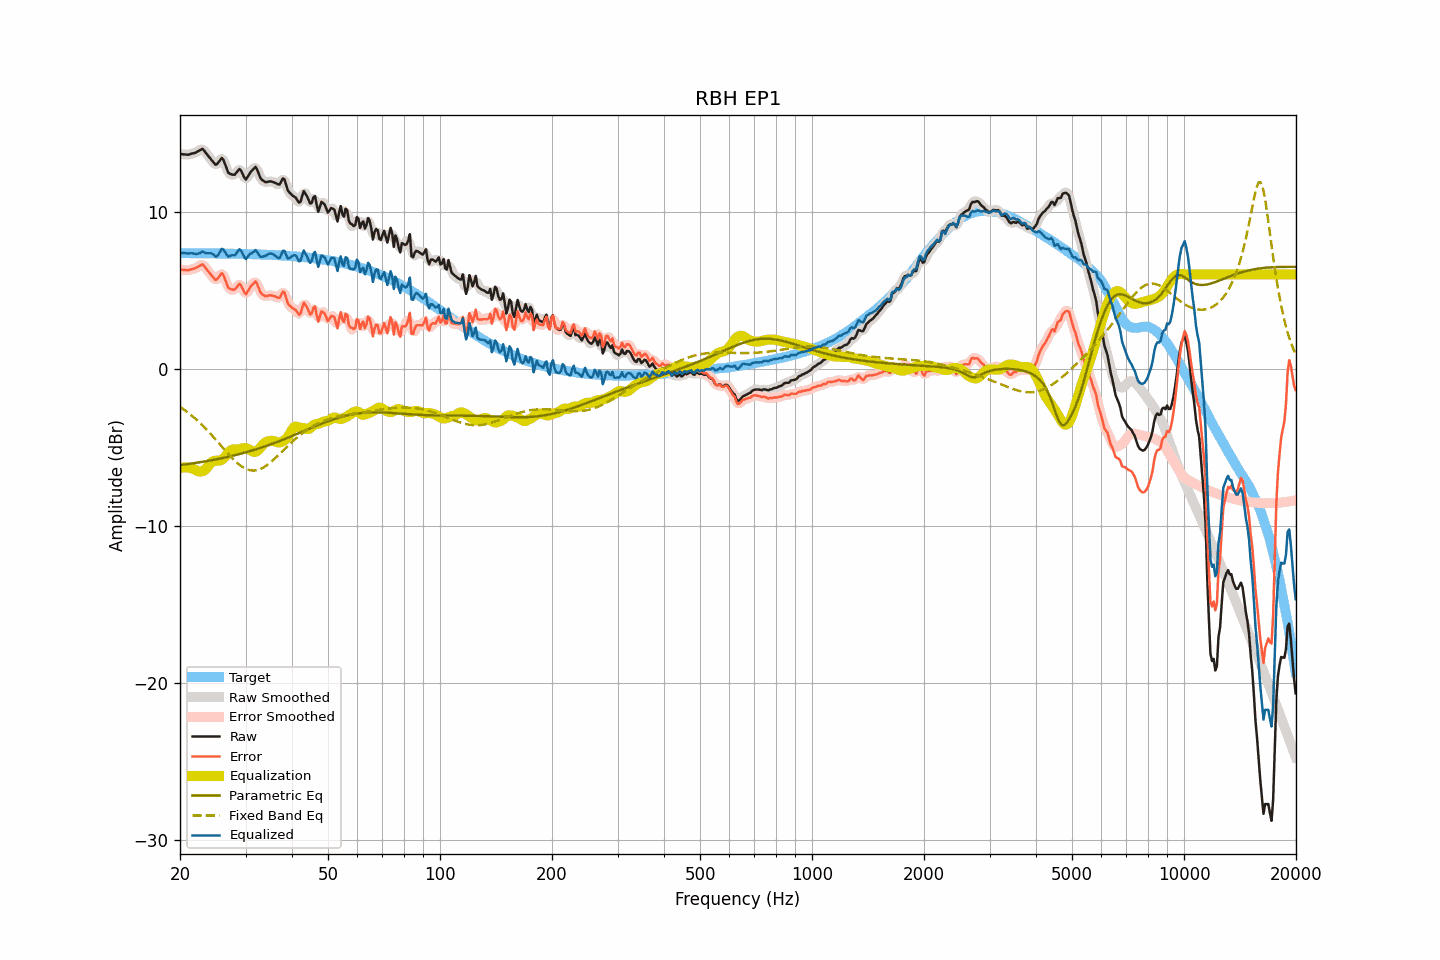 RBH EP1
Amplitude (dBr)
10
0
−10
−20
−30
Target
Raw Smoothed
Error Smoothed
Raw
Error
Equalization
Parametric Eq
Fixed Band Eq
Equalized
20 50 100 200 500 1000 2000 5000 10000 20000
Frequency (Hz)